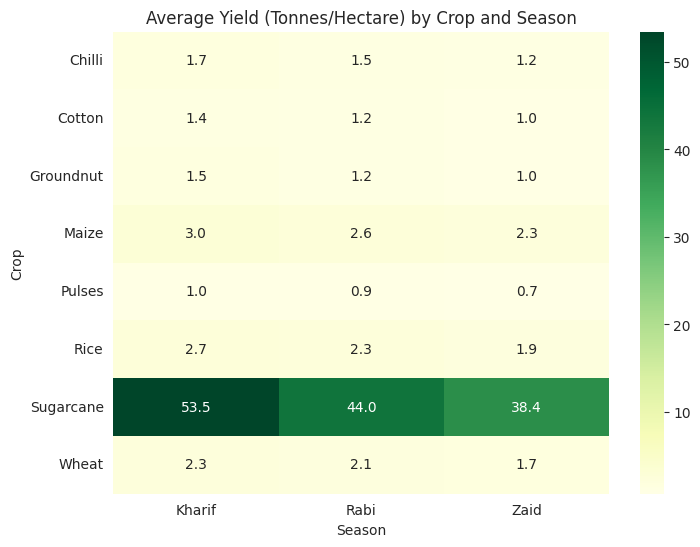 Average Yield (Tonnes/Hectare) by Crop and Season
Chilli 1.7 1.5 1.2
Cotton 1.4 1.2 1.0
Groundnut 1.5 1.2 1.0
Maize 3.0 2.6 2.3
Pulses 1.0 0.9 0.7
Rice 2.7 2.3 1.9
Sugarcane 53.5 44.0 38.4
Wheat 2.3 2.1 1.7
Kharif Rabi Zaid
Season
Crop
50
40
30
20
10